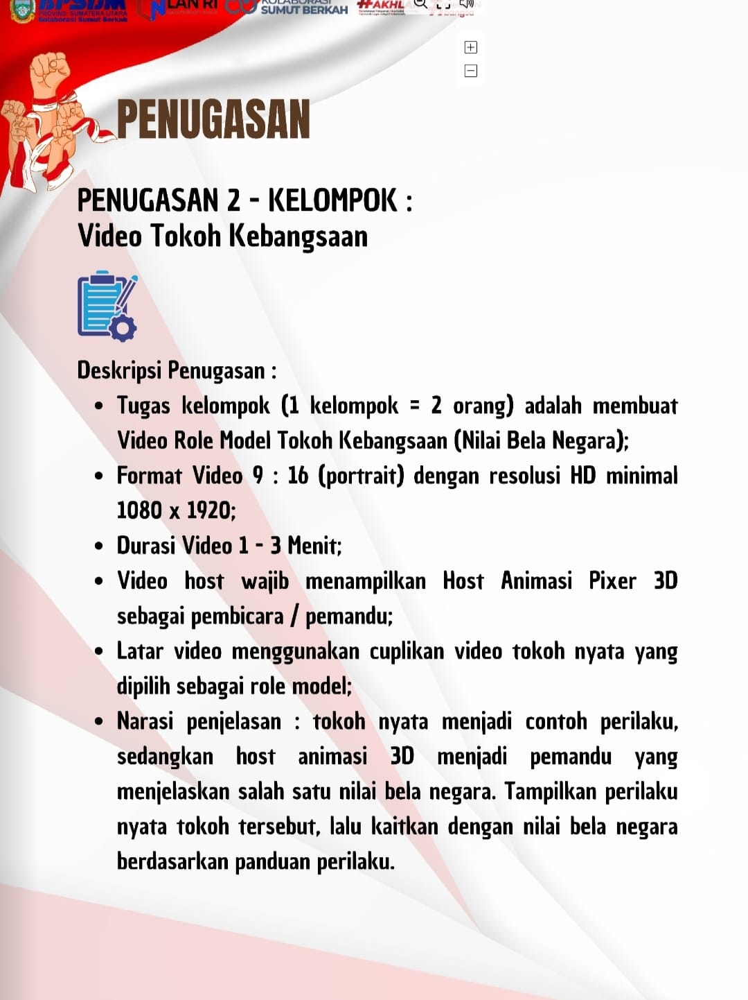 BPSDM
PROVINSI SUMATERA UTARA
Kolaborasi Sumut Berkah
LAN RI
KOLABORASI
SUMUT BERKAH
#AKHL
PENUGASAN
PENUGASAN 2 - KELOMPOK :
Video Tokoh Kebangsaan
Deskripsi Penugasan :
• Tugas kelompok (1 kelompok = 2 orang) adalah membuat
Video Role Model Tokoh Kebangsaan (Nilai Bela Negara);
• Format Video 9 : 16 (portrait) dengan resolusi HD minimal
1080 x 1920;
• Durasi Video 1 - 3 Menit;
• Video host wajib menampilkan Host Animasi Pixer 3D
sebagai pembicara / pemandu;
• Latar video menggunakan cuplikan video tokoh nyata yang
dipilih sebagai role model;
• Narasi penjelasan : tokoh nyata menjadi contoh perilaku,
sedangkan host animasi 3D menjadi pemandu yang
menjelaskan salah satu nilai bela negara. Tampilkan perilaku
nyata tokoh tersebut, lalu kaitkan dengan nilai bela negara
berdasarkan panduan perilaku.